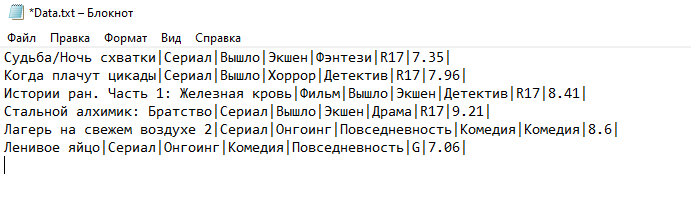 *Data.txt – Блокнот
Файл Правка Формат Вид Справка
Судьба/Ночь схватки|Сериал|Вышло|Экшен|Фэнтези|R17|7.35|
Когда плачут цикады|Сериал|Вышло|Хоррор|Детектив|R17|7.96|
Истории ран. Часть 1: Железная кровь|Фильм|Вышло|Экшен|Детектив|R17|8.41|
Стальной алхимик: Братство|Сериал|Вышло|Экшен|Драма|R17|9.21|
Лагерь на свежем воздухе 2|Сериал|Онгоинг|Повседневность|Комедия|Комедия|8.6|
Ленивое яйцо|Сериал|Онгоинг|Комедия|Повседневность|G|7.06|